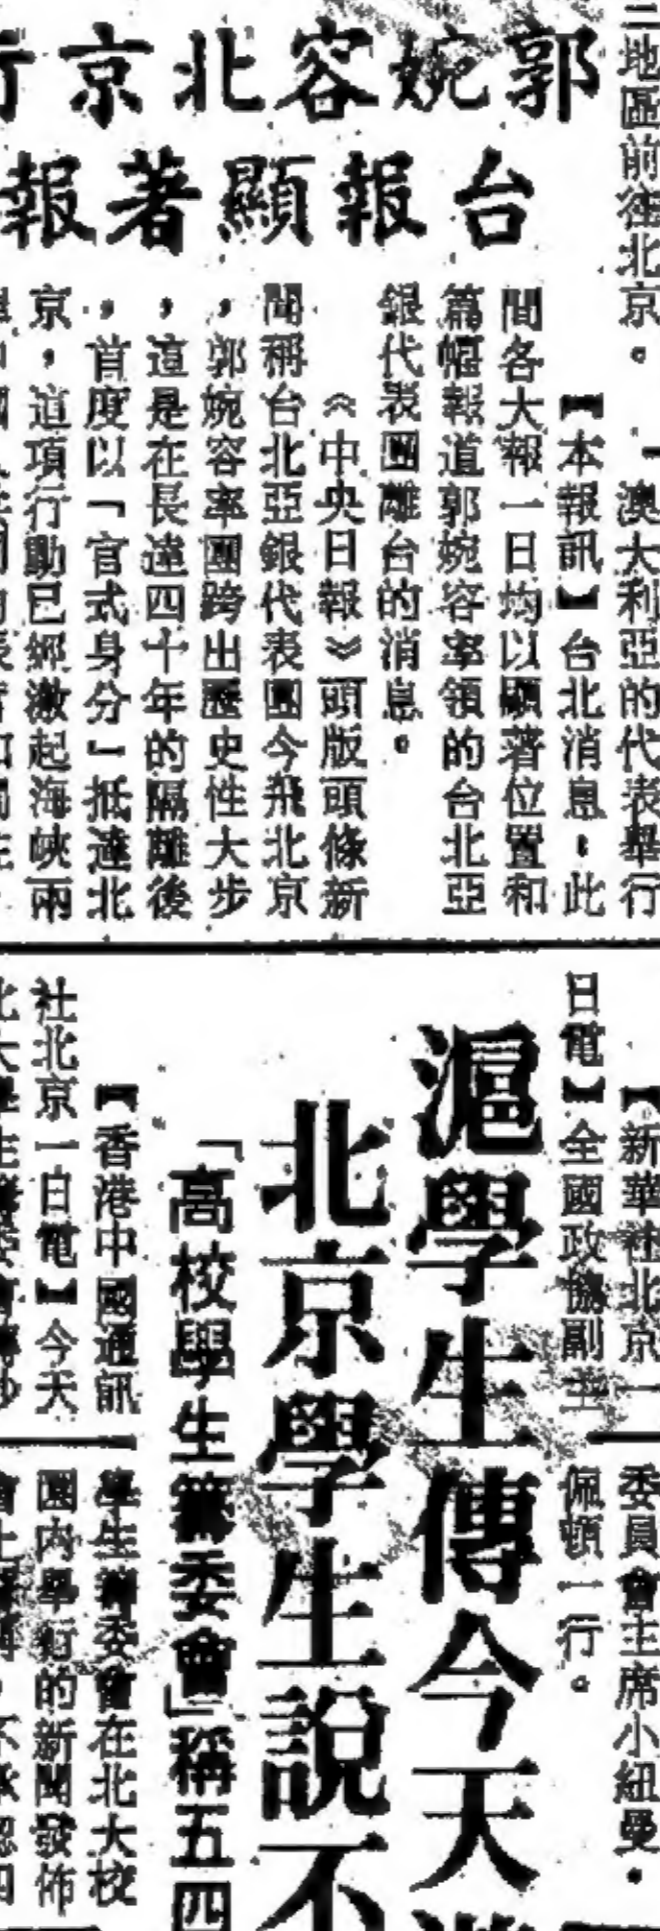 三地區前往北京。
「澳大利亞的代表舉行
郭婉容北京行
台報顯著報
【本報訊】台北消息：此
間各大報一日均以顯著位置和
篇幅報道郭婉容率領的台北亞
銀代表團離台的消息。
《中央日報》頭版頭條新
聞稱台北亞銀代表團今飛北京
，郭婉容率團跨出歷史性大步
，這是在長達四十年的隔離後
，首度以「官式身分」抵達北
京，這項行動已經激起海峽兩
【新華社北京一
日電】全國政協副主
委員會主席小紐曼·
佩頓一行。
滬學生傳今天
北京學生說不
「高校學生籌委會」稱五四
【香港中國通訊
社北京一日電】今天
學生籌委會在北大校
園內舉行的新聞發佈